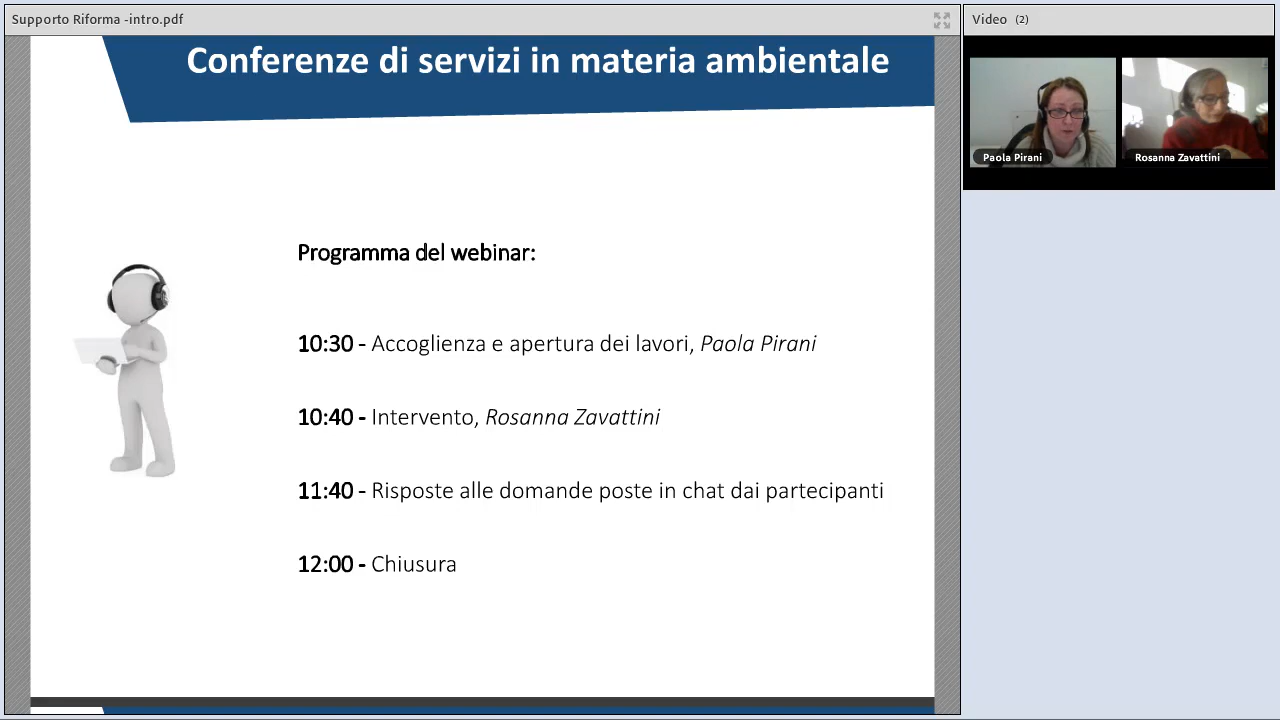 Supporto Riforma -intro.pdf
Video (2)
Conferenze di servizi in materia ambientale
Paola Pirani
Rosanna Zavattini
Programma del webinar:
10:30 - Accoglienza e apertura dei lavori, Paola Pirani
10:40 - Intervento, Rosanna Zavattini
11:40 - Risposte alle domande poste in chat dai partecipanti
12:00 - Chiusura